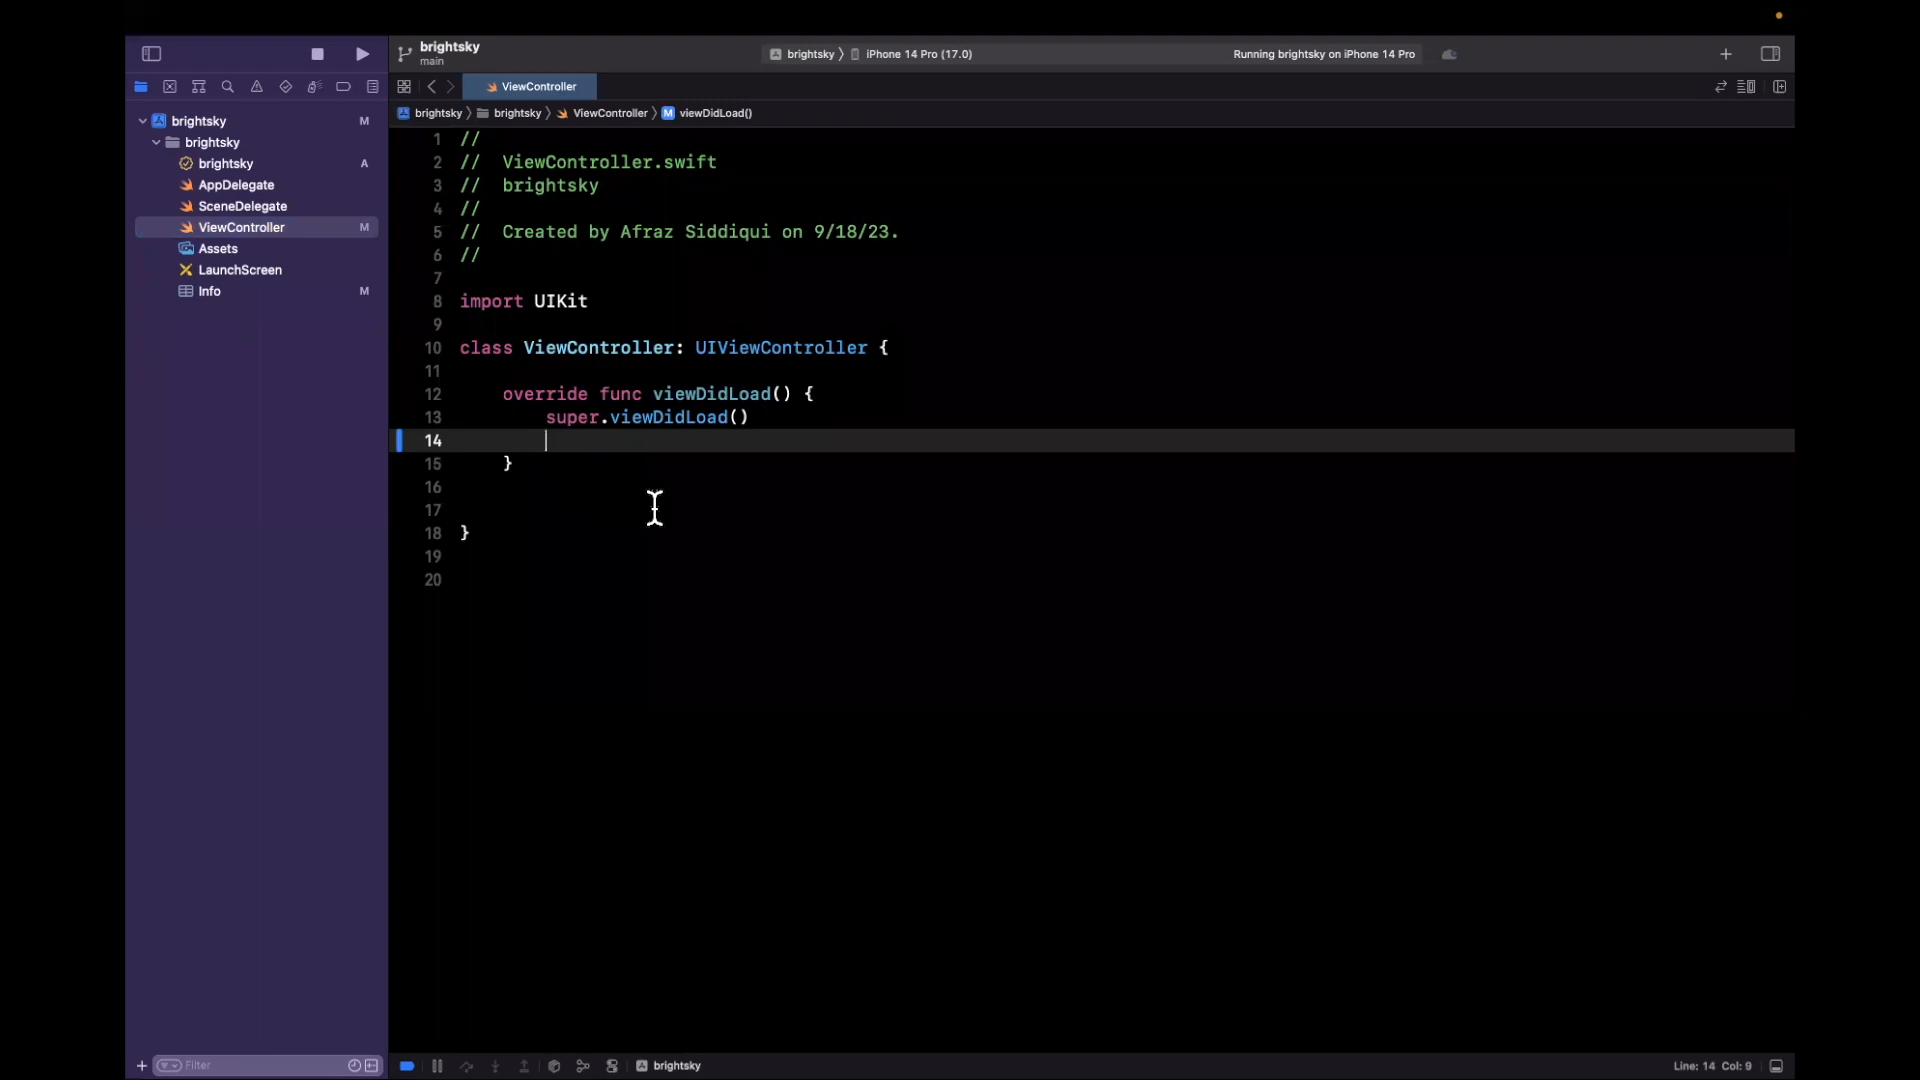 brightsky
main
brightsky 〉 iPhone 14 Pro (17.0)
Running brightsky on iPhone 14 Pro
ViewController
brightsky 〉 brightsky 〉 ViewController 〉 M viewDidLoad()
brightsky M
brightsky
brightsky A
AppDelegate
SceneDelegate
ViewController M
Assets
LaunchScreen
Info M
1 //
2 //  ViewController.swift
3 //  brightsky
4 //
5 //  Created by Afraz Siddiqui on 9/18/23.
6 //
7
8 import UIKit
9
10 class ViewController: UIViewController {
11
12     override func viewDidLoad() {
13         super.viewDidLoad()
14
15     }
16
17
18 }
19
20
Filter
brightsky
Line: 14 Col: 9